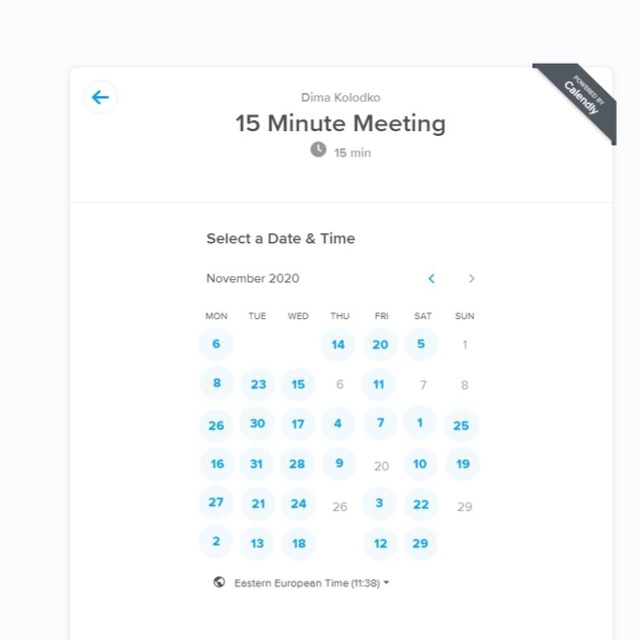 POWERED BY
Calendly
Dima Kolodko
15 Minute Meeting
15 min
Select a Date & Time
November 2020 < >
MON TUE WED THU FRI SAT SUN
6 14 20 5 1
8 23 15 6 11 7 8
26 30 17 4 7 1 25
16 31 28 9 20 10 19
27 21 24 26 3 22 29
2 13 18 12 29
Eastern European Time (11:38)